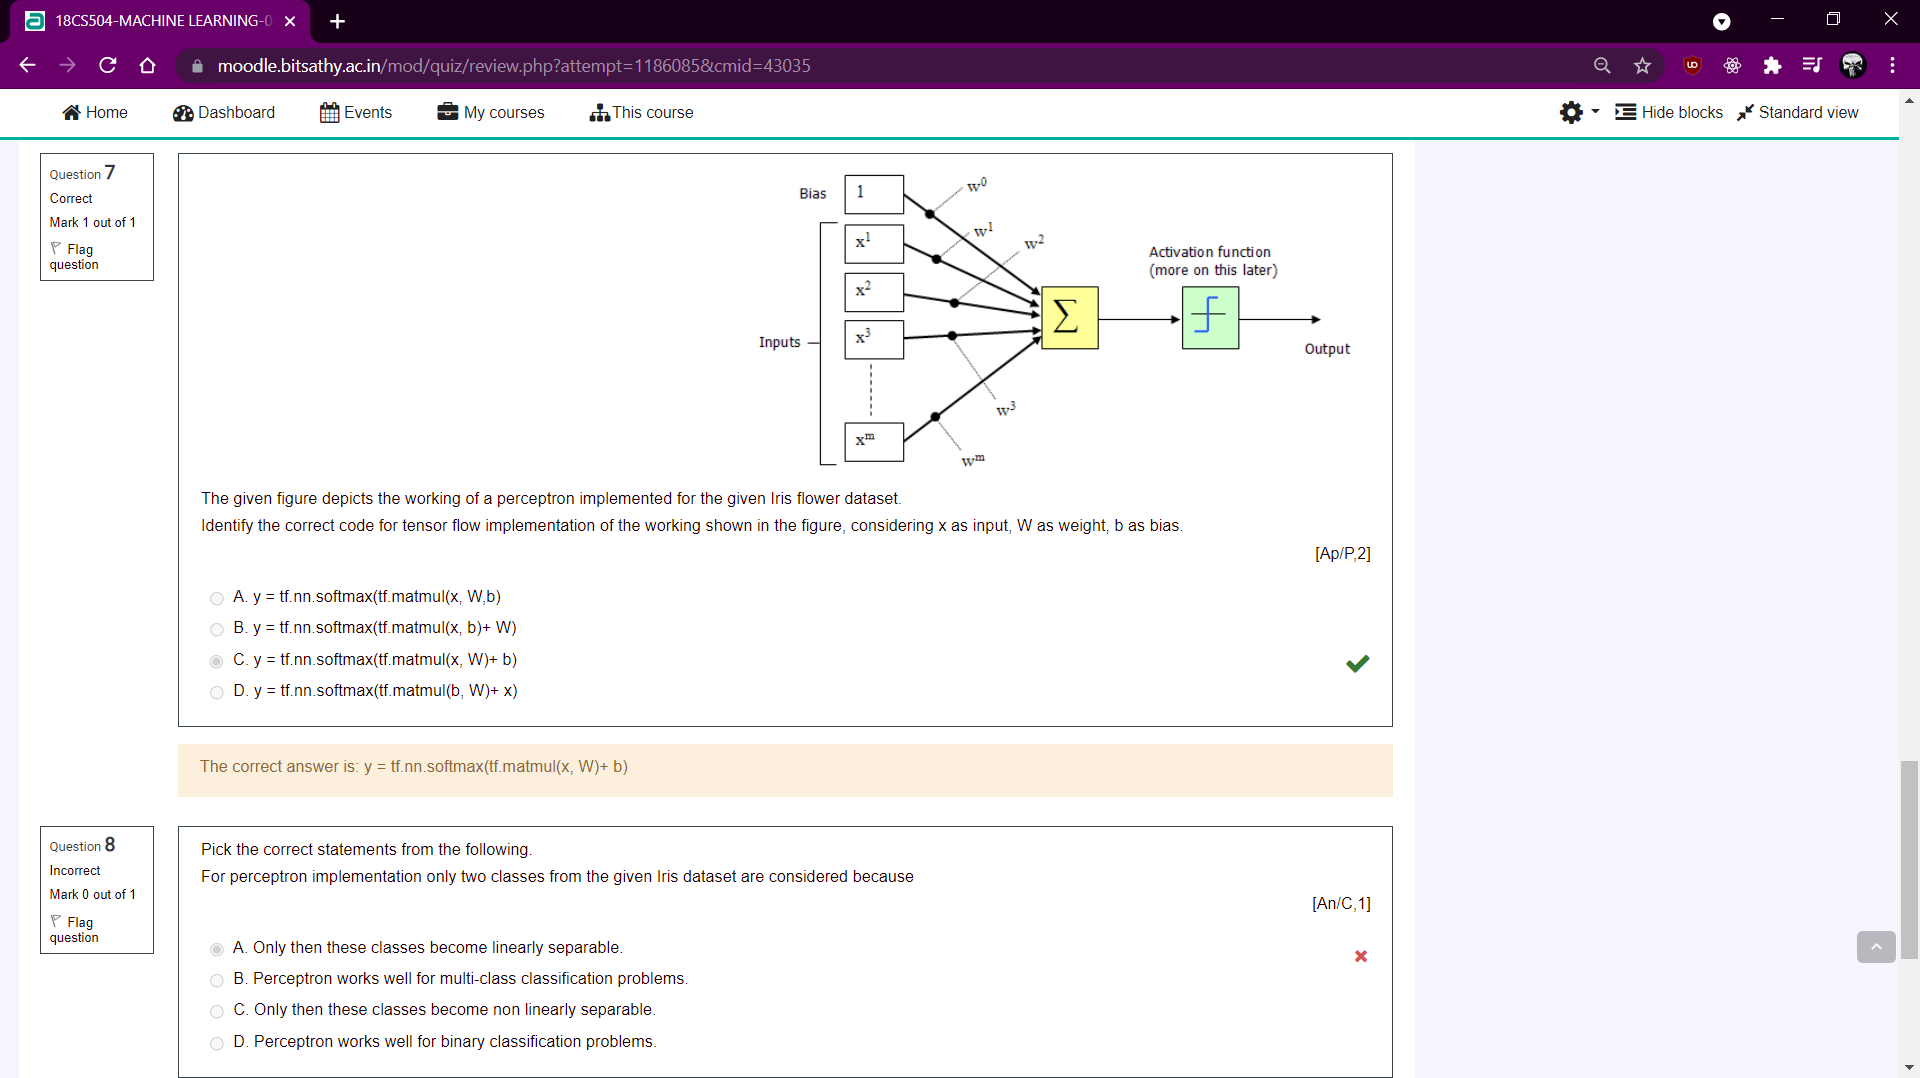 18CS504-MACHINE LEARNING-0
moodle.bitsathy.ac.in/mod/quiz/review.php?attempt=1186085&cmid=43035
Home Dashboard Events My courses This course Hide blocks Standard view
Question 7
Correct
Mark 1 out of 1
Flag question
Bias
1
w0
x1
w1
x2
w2
x3
w3
xm
wm
Inputs
Σ
Activation function
(more on this later)
Output
The given figure depicts the working of a perceptron implemented for the given Iris flower dataset.
Identify the correct code for tensor flow implementation of the working shown in the figure, considering x as input, W as weight, b as bias.
[Ap/P,2]
A. y = tf.nn.softmax(tf.matmul(x, W,b)
B. y = tf.nn.softmax(tf.matmul(x, b)+ W)
C. y = tf.nn.softmax(tf.matmul(x, W)+ b)
D. y = tf.nn.softmax(tf.matmul(b, W)+ x)
The correct answer is: y = tf.nn.softmax(tf.matmul(x, W)+ b)
Question 8
Incorrect
Mark 0 out of 1
Flag question
Pick the correct statements from the following.
For perceptron implementation only two classes from the given Iris dataset are considered because
[An/C,1]
A. Only then these classes become linearly separable.
B. Perceptron works well for multi-class classification problems.
C. Only then these classes become non linearly separable.
D. Perceptron works well for binary classification problems.